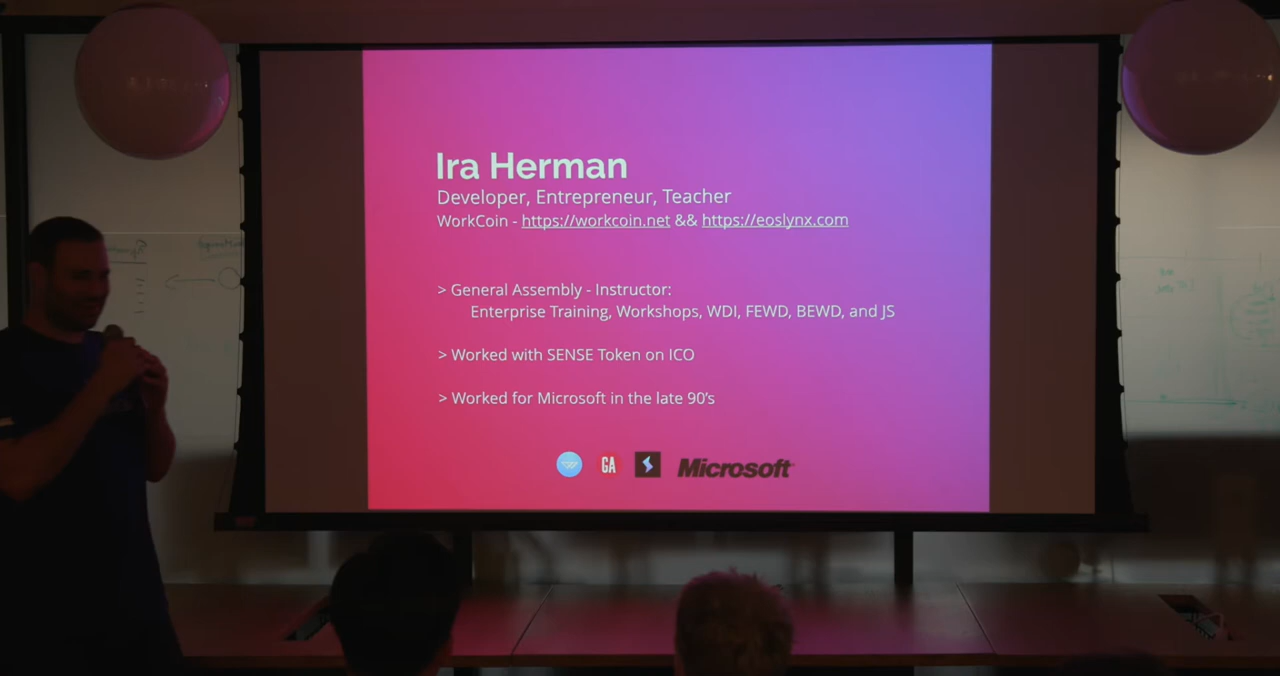 Ira Herman
Developer, Entrepreneur, Teacher
WorkCoin - https://workcoin.net && https://eoslynx.com
> General Assembly - Instructor:
Enterprise Training, Workshops, WDI, FEWD, BEWD, and JS
> Worked with SENSE Token on ICO
> Worked for Microsoft in the late 90's
GA
Microsoft